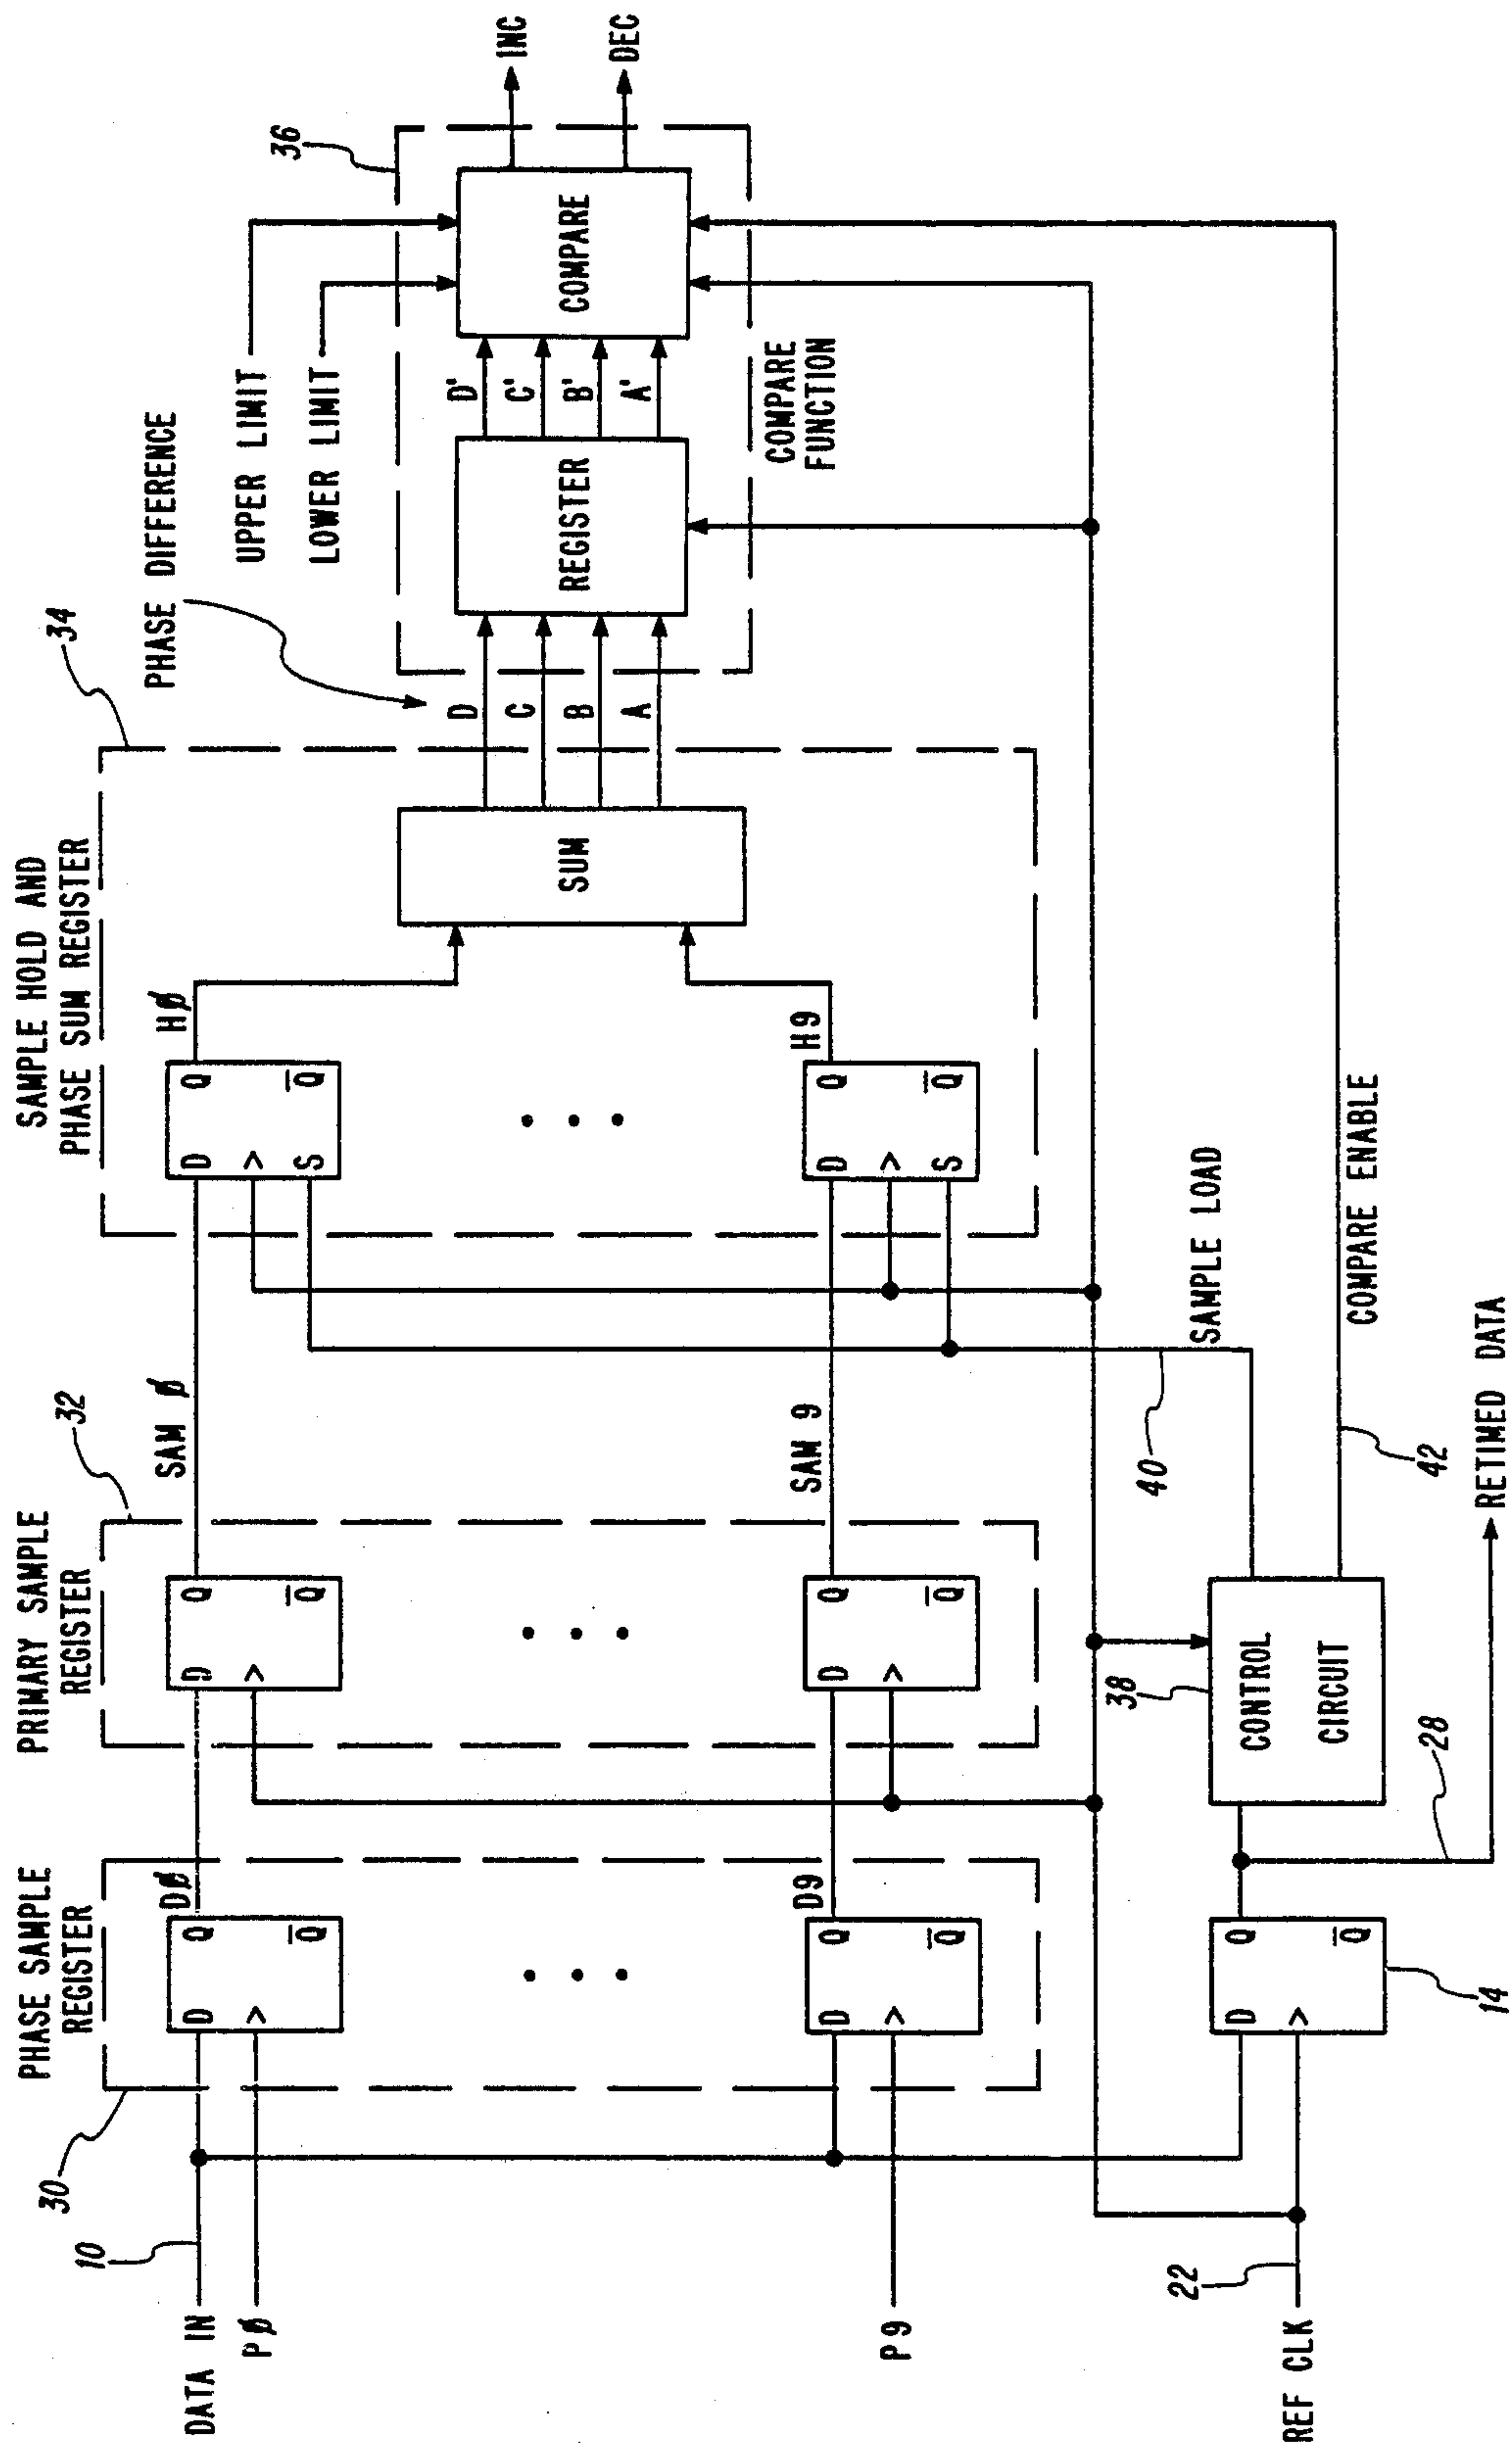 SAMPLE HOLD AND
PHASE SUM REGISTER
34
PHASE DIFFERENCE
UPPER LIMIT
LOWER LIMIT
36
PHASE SAMPLE
REGISTER
PRIMARY SAMPLE
REGISTER
32
30
10
DATA IN
PØ
D
>
Q
Q̅
DØ
D
>
Q
Q̅
SAM Ø
D
>
S
Q
Q̅
HØ
SUM
D
C
B
A
REGISTER
D'
C'
B'
A'
COMPARE
INC
DEC
COMPARE
FUNCTION
P9
D
>
Q
Q̅
D9
D
>
Q
Q̅
SAM 9
D
>
S
Q
Q̅
H9
REF CLK
22
D
>
Q
Q̅
14
38
CONTROL
CIRCUIT
28
40
SAMPLE LOAD
42
COMPARE ENABLE
RETIMED DATA